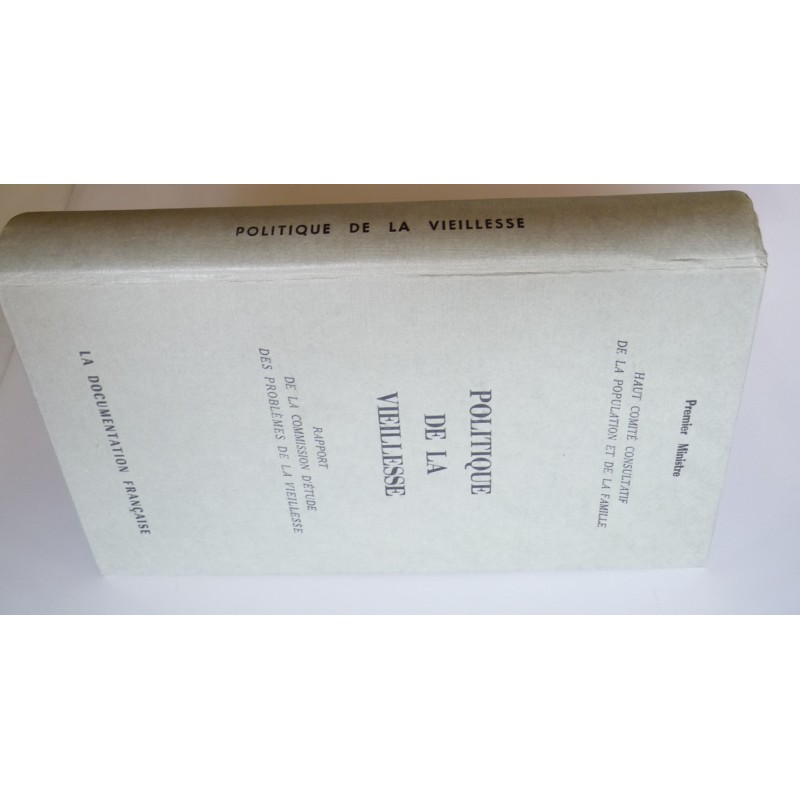 POLITIQUE DE LA VIEILLESSE
Premier Ministre
HAUT COMITÉ CONSULTATIF
DE LA POPULATION ET DE LA FAMILLE
POLITIQUE
DE LA
VIEILLESSE
RAPPORT
DE LA COMMISSION D'ÉTUDE
DES PROBLÈMES DE LA VIEILLESSE
LA DOCUMENTATION FRANÇAISE